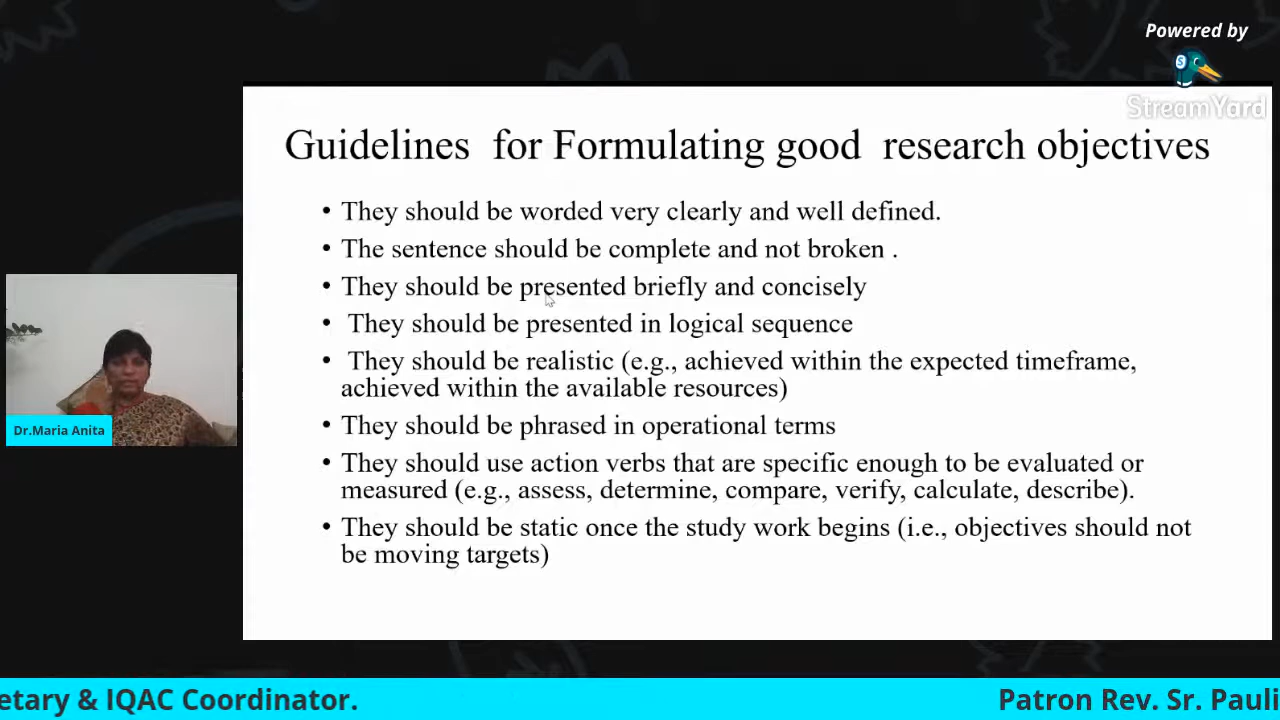 Powered by
StreamYard
Guidelines for Formulating good research objectives
• They should be worded very clearly and well defined.
• The sentence should be complete and not broken .
• They should be presented briefly and concisely
• They should be presented in logical sequence
• They should be realistic (e.g., achieved within the expected timeframe,
achieved within the available resources)
• They should be phrased in operational terms
• They should use action verbs that are specific enough to be evaluated or
measured (e.g., assess, determine, compare, verify, calculate, describe).
• They should be static once the study work begins (i.e., objectives should not
be moving targets)
Dr.Maria Anita
etary & IQAC Coordinator. Patron Rev. Sr. Pauli